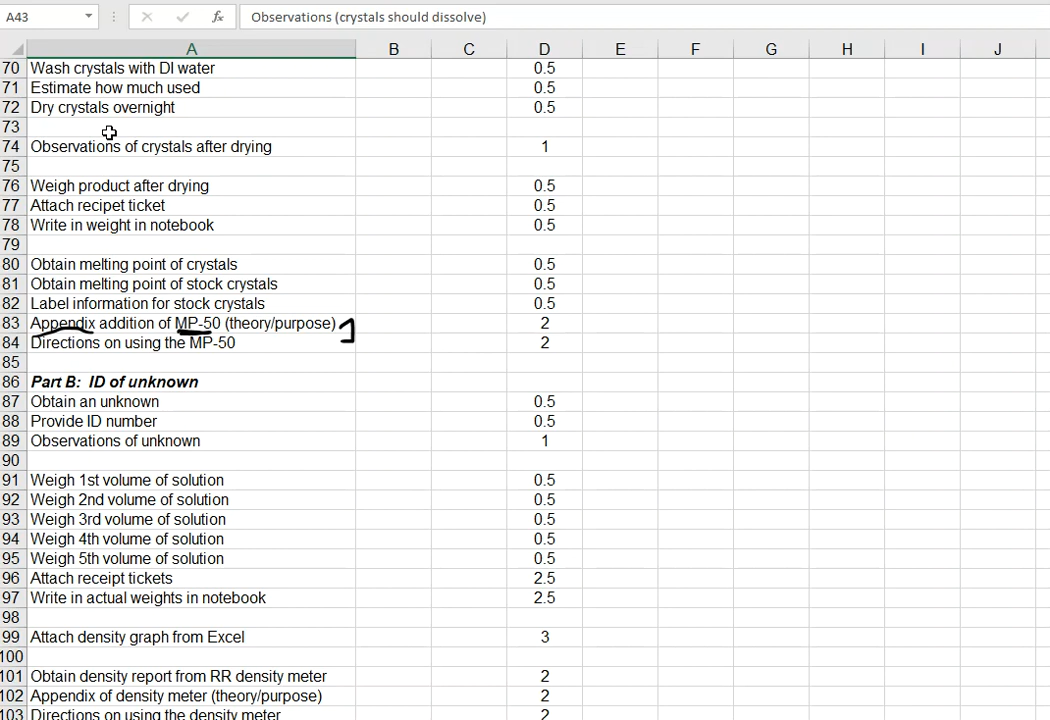 A43 fx Observations (crystals should dissolve)
A B C D E F G H I J
70 Wash crystals with DI water 0.5
71 Estimate how much used 0.5
72 Dry crystals overnight 0.5
73
74 Observations of crystals after drying 1
75
76 Weigh product after drying 0.5
77 Attach recipet ticket 0.5
78 Write in weight in notebook 0.5
79
80 Obtain melting point of crystals 0.5
81 Obtain melting point of stock crystals 0.5
82 Label information for stock crystals 0.5
83 Appendix addition of MP-50 (theory/purpose) 2
84 Directions on using the MP-50 2
85
86 Part B: ID of unknown
87 Obtain an unknown 0.5
88 Provide ID number 0.5
89 Observations of unknown 1
90
91 Weigh 1st volume of solution 0.5
92 Weigh 2nd volume of solution 0.5
93 Weigh 3rd volume of solution 0.5
94 Weigh 4th volume of solution 0.5
95 Weigh 5th volume of solution 0.5
96 Attach receipt tickets 2.5
97 Write in actual weights in notebook 2.5
98
99 Attach density graph from Excel 3
100
101 Obtain density report from RR density meter 2
102 Appendix of density meter (theory/purpose) 2
103 Directions on using the density meter 2